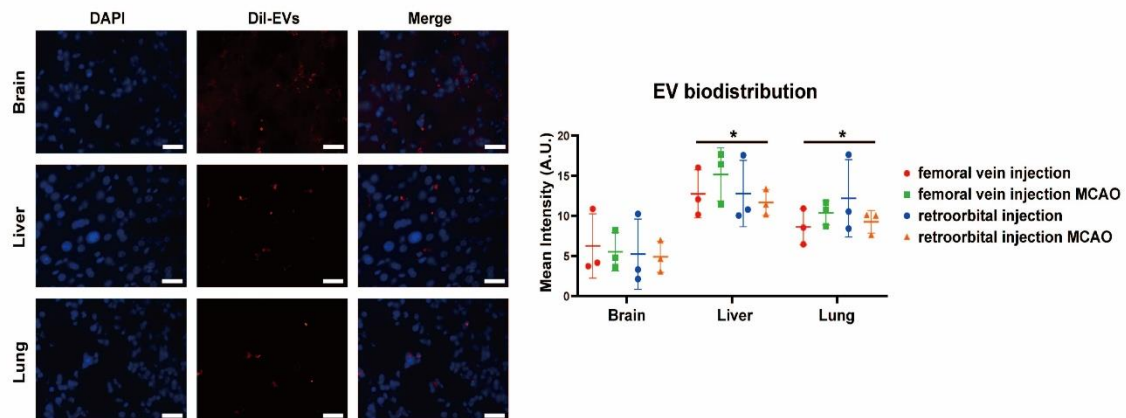 DAPI
Dil-EVs
Merge
Brain
Liver
Lung
EV biodistribution
Mean Intensity (A.U.)
20
15
10
5
0
*
*
Brain
Liver
Lung
femoral vein injection
femoral vein injection MCAO
retroorbital injection
retroorbital injection MCAO